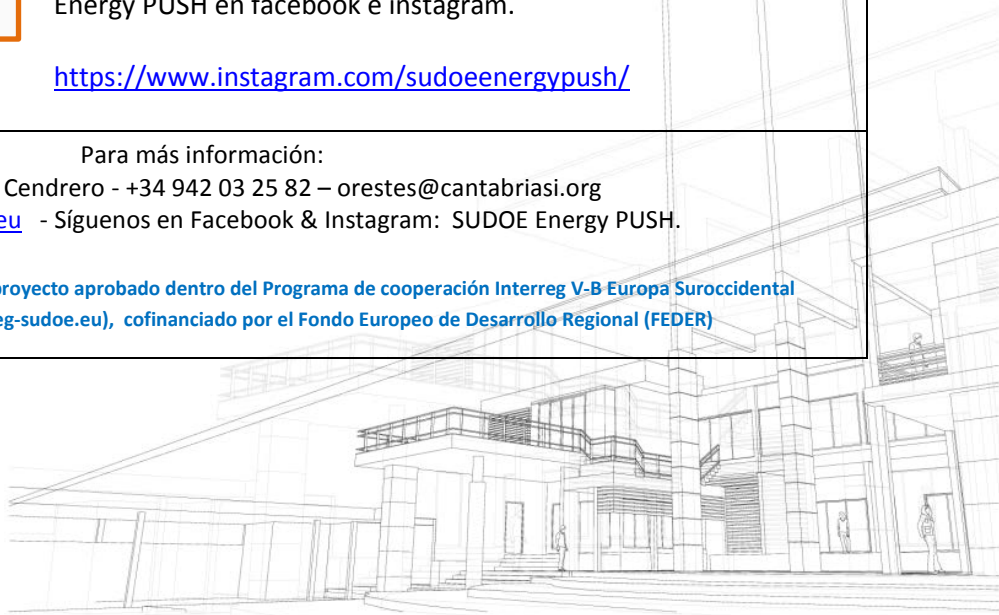 Energy PUSH en facebook e instagram.
https://www.instagram.com/sudoeenergypush/
Para más información:
Cendrero - +34 942 03 25 82 – orestes@cantabriasi.org
eu - Síguenos en Facebook & Instagram: SUDOE Energy PUSH.
proyecto aprobado dentro del Programa de cooperación Interreg V-B Europa Suroccidental
eg-sudoe.eu), cofinanciado por el Fondo Europeo de Desarrollo Regional (FEDER)